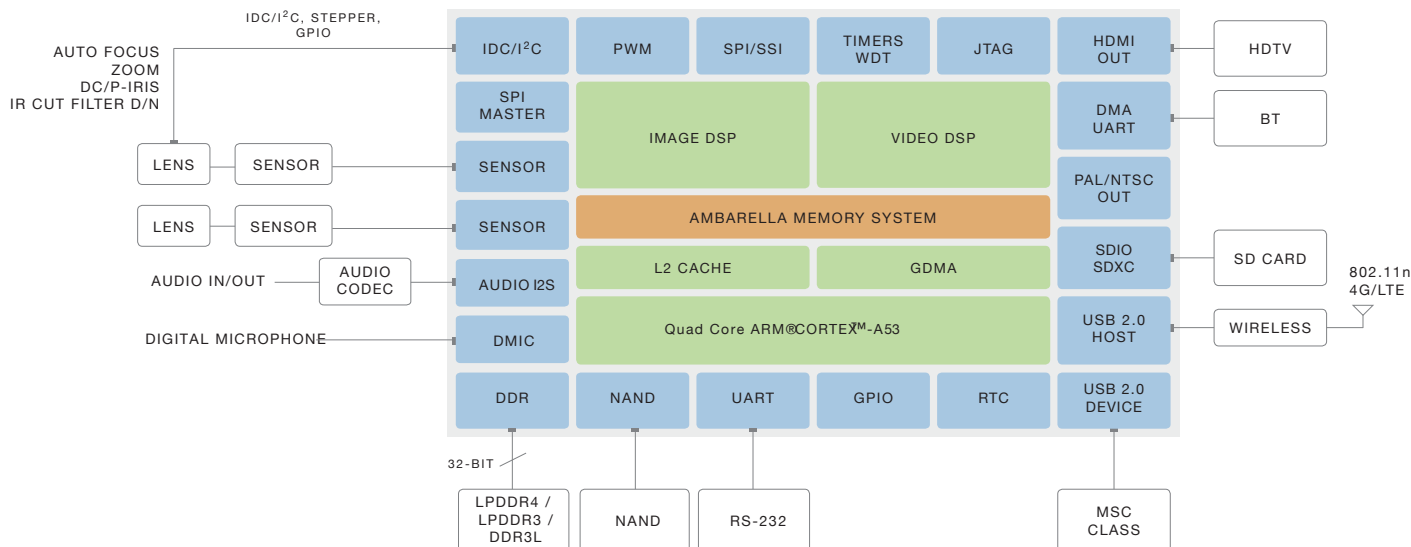 IDC/I²C, STEPPER,
GPIO
AUTO FOCUS
ZOOM
DC/P-IRIS
IR CUT FILTER D/N
IDC/I²C
PWM
SPI/SSI
TIMERS
WDT
JTAG
HDMI
OUT
HDTV
SPI
MASTER
IMAGE DSP
VIDEO DSP
DMA
UART
BT
LENS
SENSOR
SENSOR
PAL/NTSC
OUT
AMBARELLA MEMORY SYSTEM
LENS
SENSOR
SENSOR
L2 CACHE
GDMA
SDIO
SDXC
SD CARD
802.11n
4G/LTE
AUDIO IN/OUT
AUDIO
CODEC
AUDIO I2S
Quad Core ARM®CORTEX™-A53
USB 2.0
HOST
WIRELESS
DIGITAL MICROPHONE
DMIC
DDR
NAND
UART
GPIO
RTC
USB 2.0
DEVICE
32-BIT
LPDDR4 /
LPDDR3 /
DDR3L
NAND
RS-232
MSC
CLASS